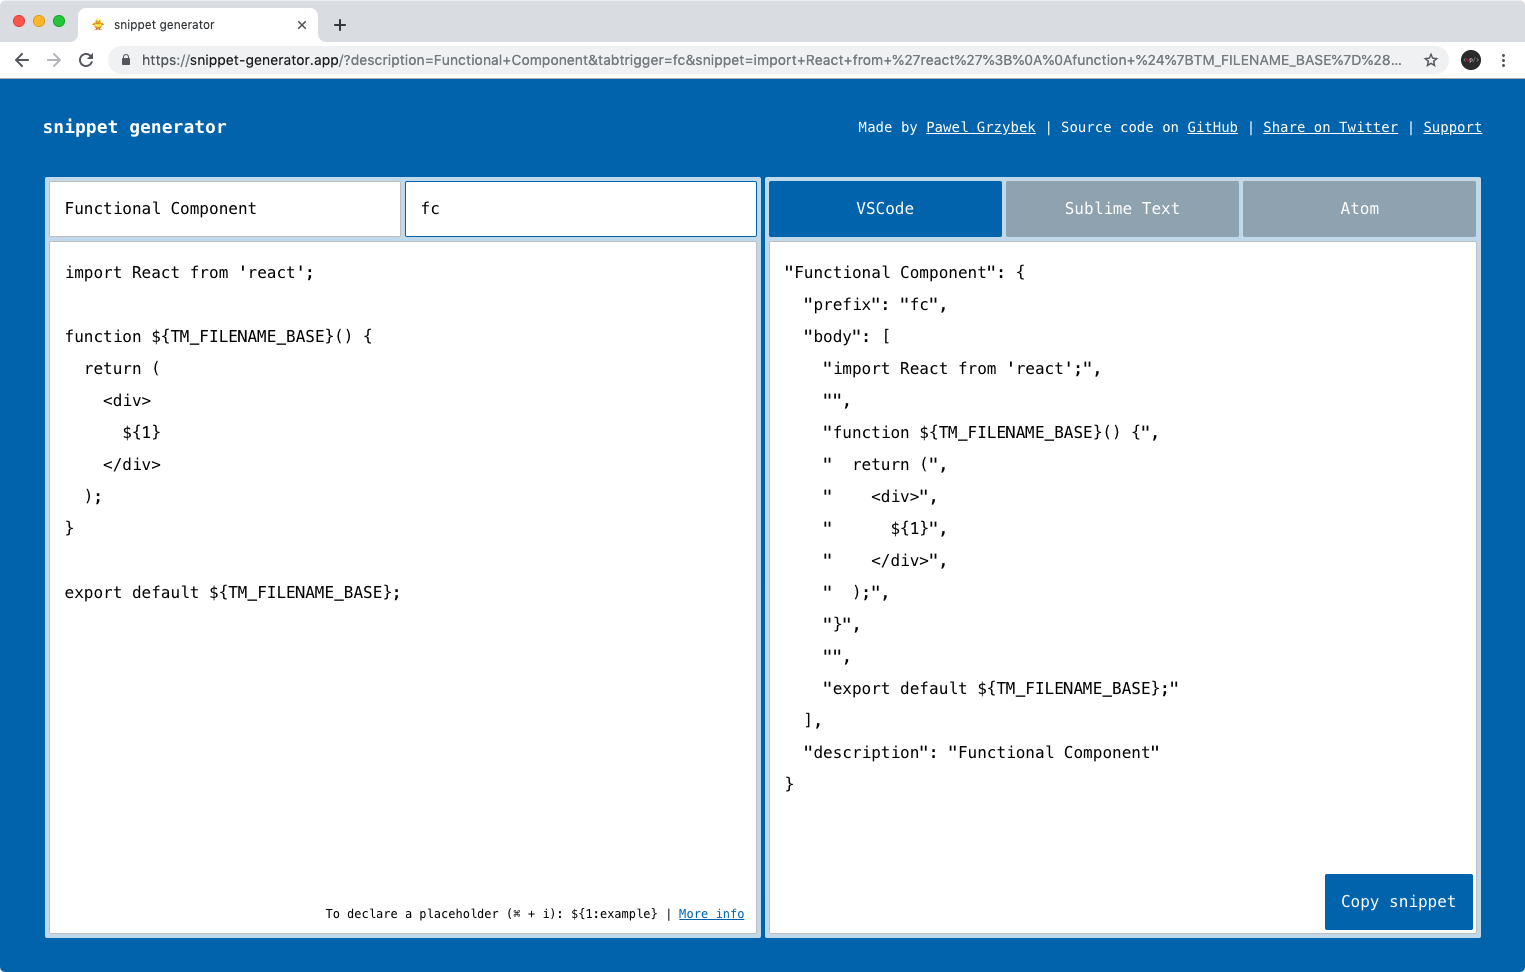 snippet generator
https://snippet-generator.app/?description=Functional+Component&tabtrigger=fc&snippet=import+React+from+%27react%27%3B%0A%0Afunction+%24%7BTM_FILENAME_BASE%7D%28...
snippet generator
Made by Pawel Grzybek | Source code on GitHub | Share on Twitter | Support
Functional Component
fc
import React from 'react';

function ${TM_FILENAME_BASE}() {
  return (
    <div>
      ${1}
    </div>
  );
}

export default ${TM_FILENAME_BASE};
To declare a placeholder (⌘ + i): ${1:example} | More info
VSCode
Sublime Text
Atom
"Functional Component": {
  "prefix": "fc",
  "body": [
    "import React from 'react';",
    "",
    "function ${TM_FILENAME_BASE}() {",
    "  return (",
    "    <div>",
    "      ${1}",
    "    </div>",
    "  );",
    "}",
    "",
    "export default ${TM_FILENAME_BASE};"
  ],
  "description": "Functional Component"
}
Copy snippet